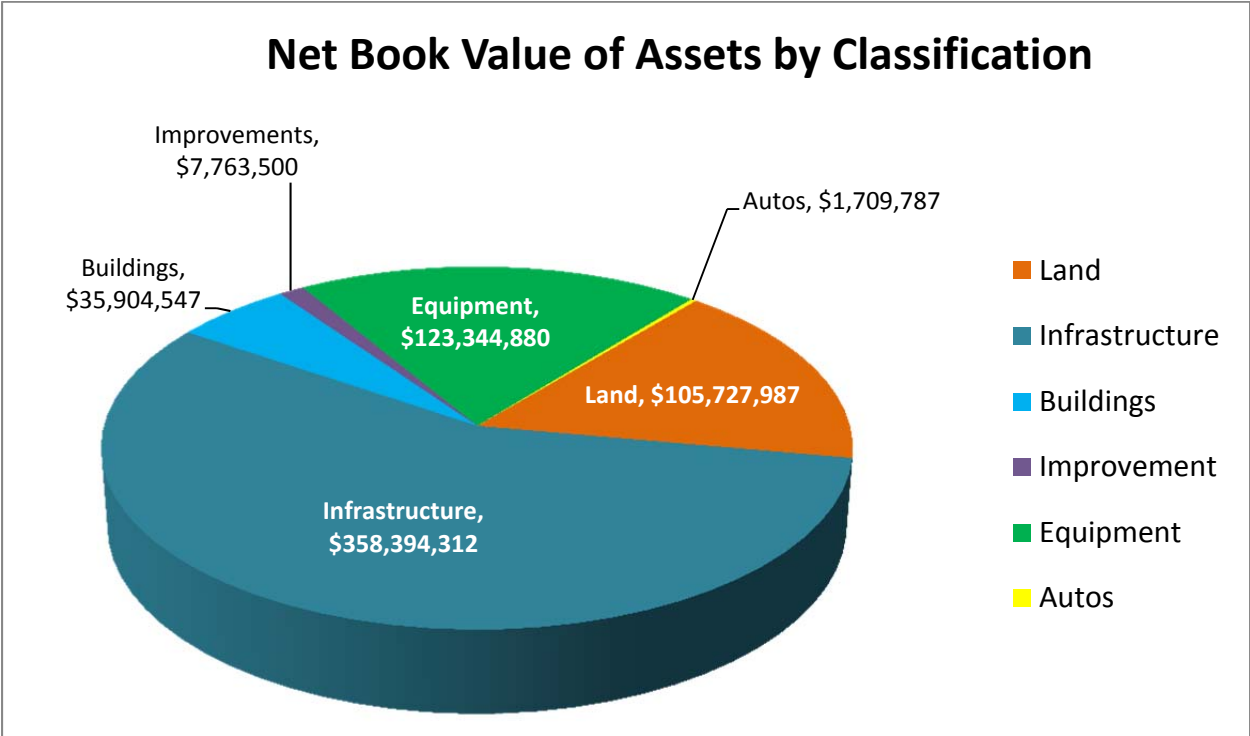 Net Book Value of Assets by Classification
Improvements,
$7,763,500
Autos, $1,709,787
Buildings,
$35,904,547
Equipment,
$123,344,880
Land, $105,727,987
Infrastructure,
$358,394,312
Land
Infrastructure
Buildings
Improvement
Equipment
Autos